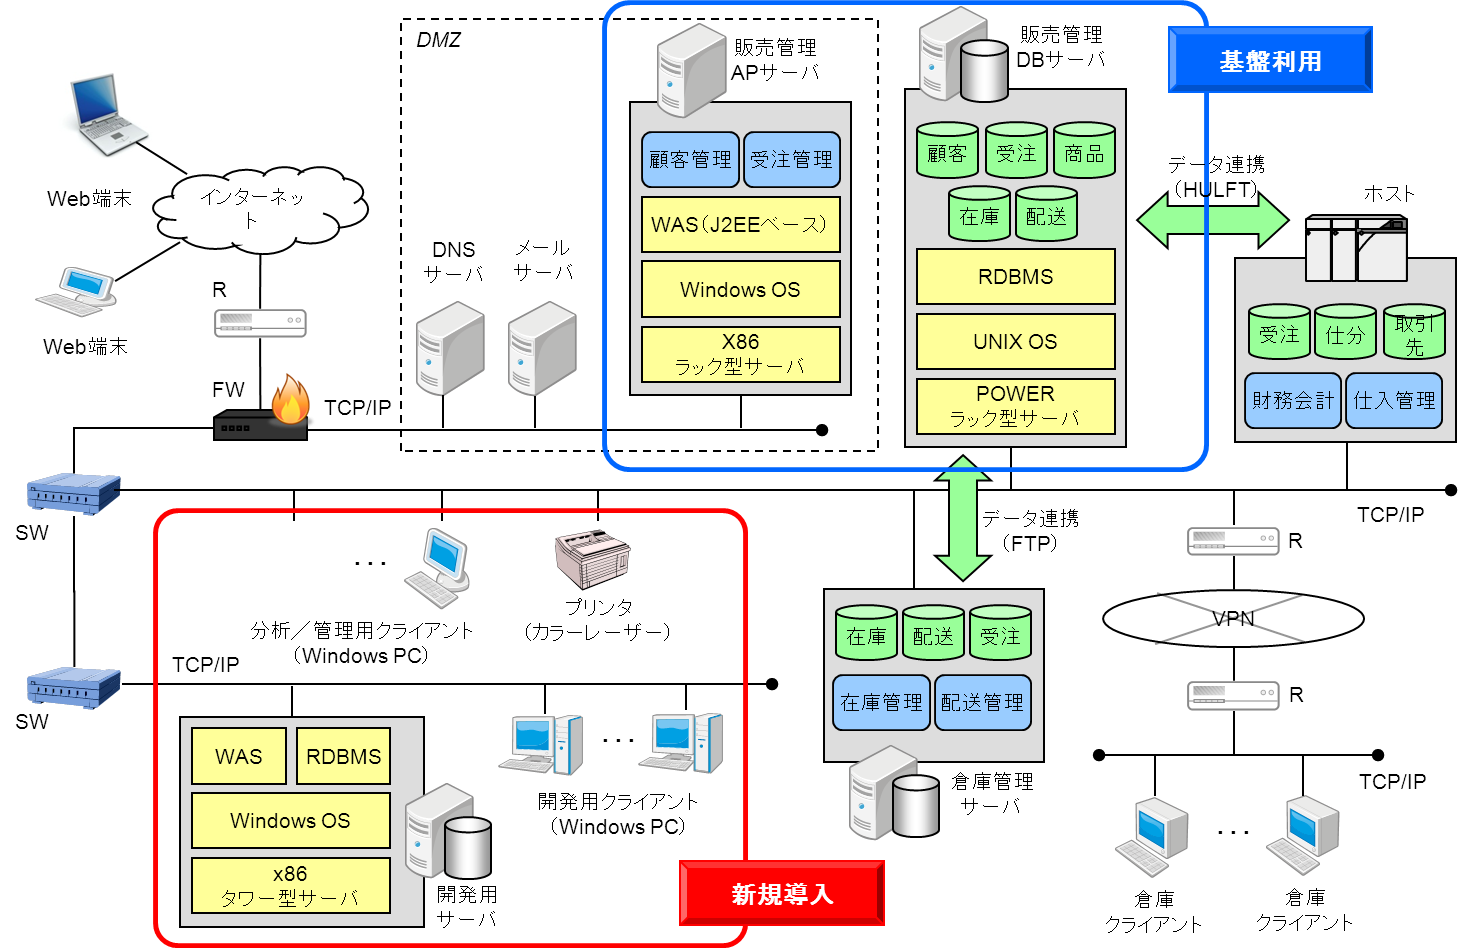 DMZ
販売管理
APサーバ
販売管理
DBサーバ
基盤利用
顧客管理
受注管理
WAS（J2EEベース）
Windows OS
X86
ラック型サーバ
顧客
受注
商品
在庫
配送
RDBMS
UNIX OS
POWER
ラック型サーバ
データ連携
（HULFT）
ホスト
受注
仕分
取引
先
財務会計
仕入管理
Web端末
インターネッ
ト
Web端末
R
FW
TCP/IP
DNS
サーバ
メール
サーバ
SW
TCP/IP
データ連携
（FTP）
・・・
分析／管理用クライアント
（Windows PC）
プリンタ
（カラーレーザー）
TCP/IP
SW
WAS
RDBMS
Windows OS
x86
タワー型サーバ
開発用
サーバ
・・・
開発用クライアント
（Windows PC）
新規導入
在庫
配送
受注
在庫管理
配送管理
倉庫管理
サーバ
R
VPN
R
TCP/IP
・・・
倉庫
クライアント
倉庫
クライアント